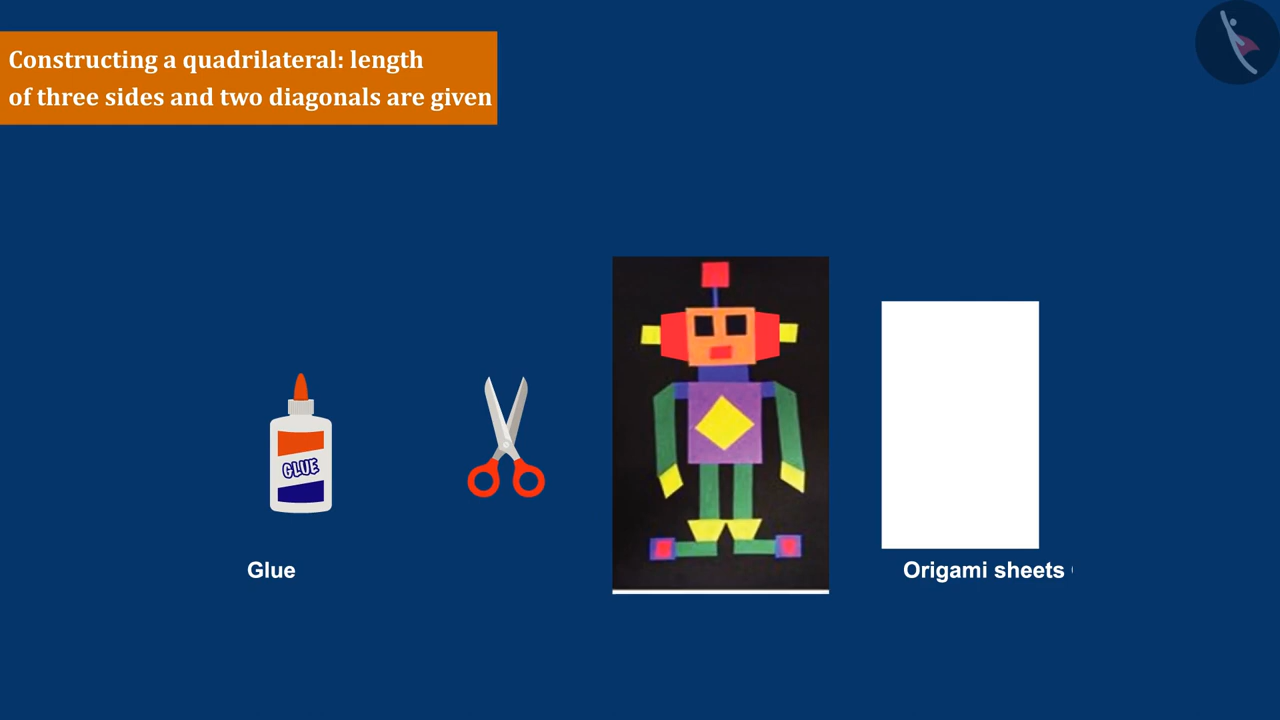 Constructing a quadrilateral: length
of three sides and two diagonals are given
GLUE
Glue
Origami sheets